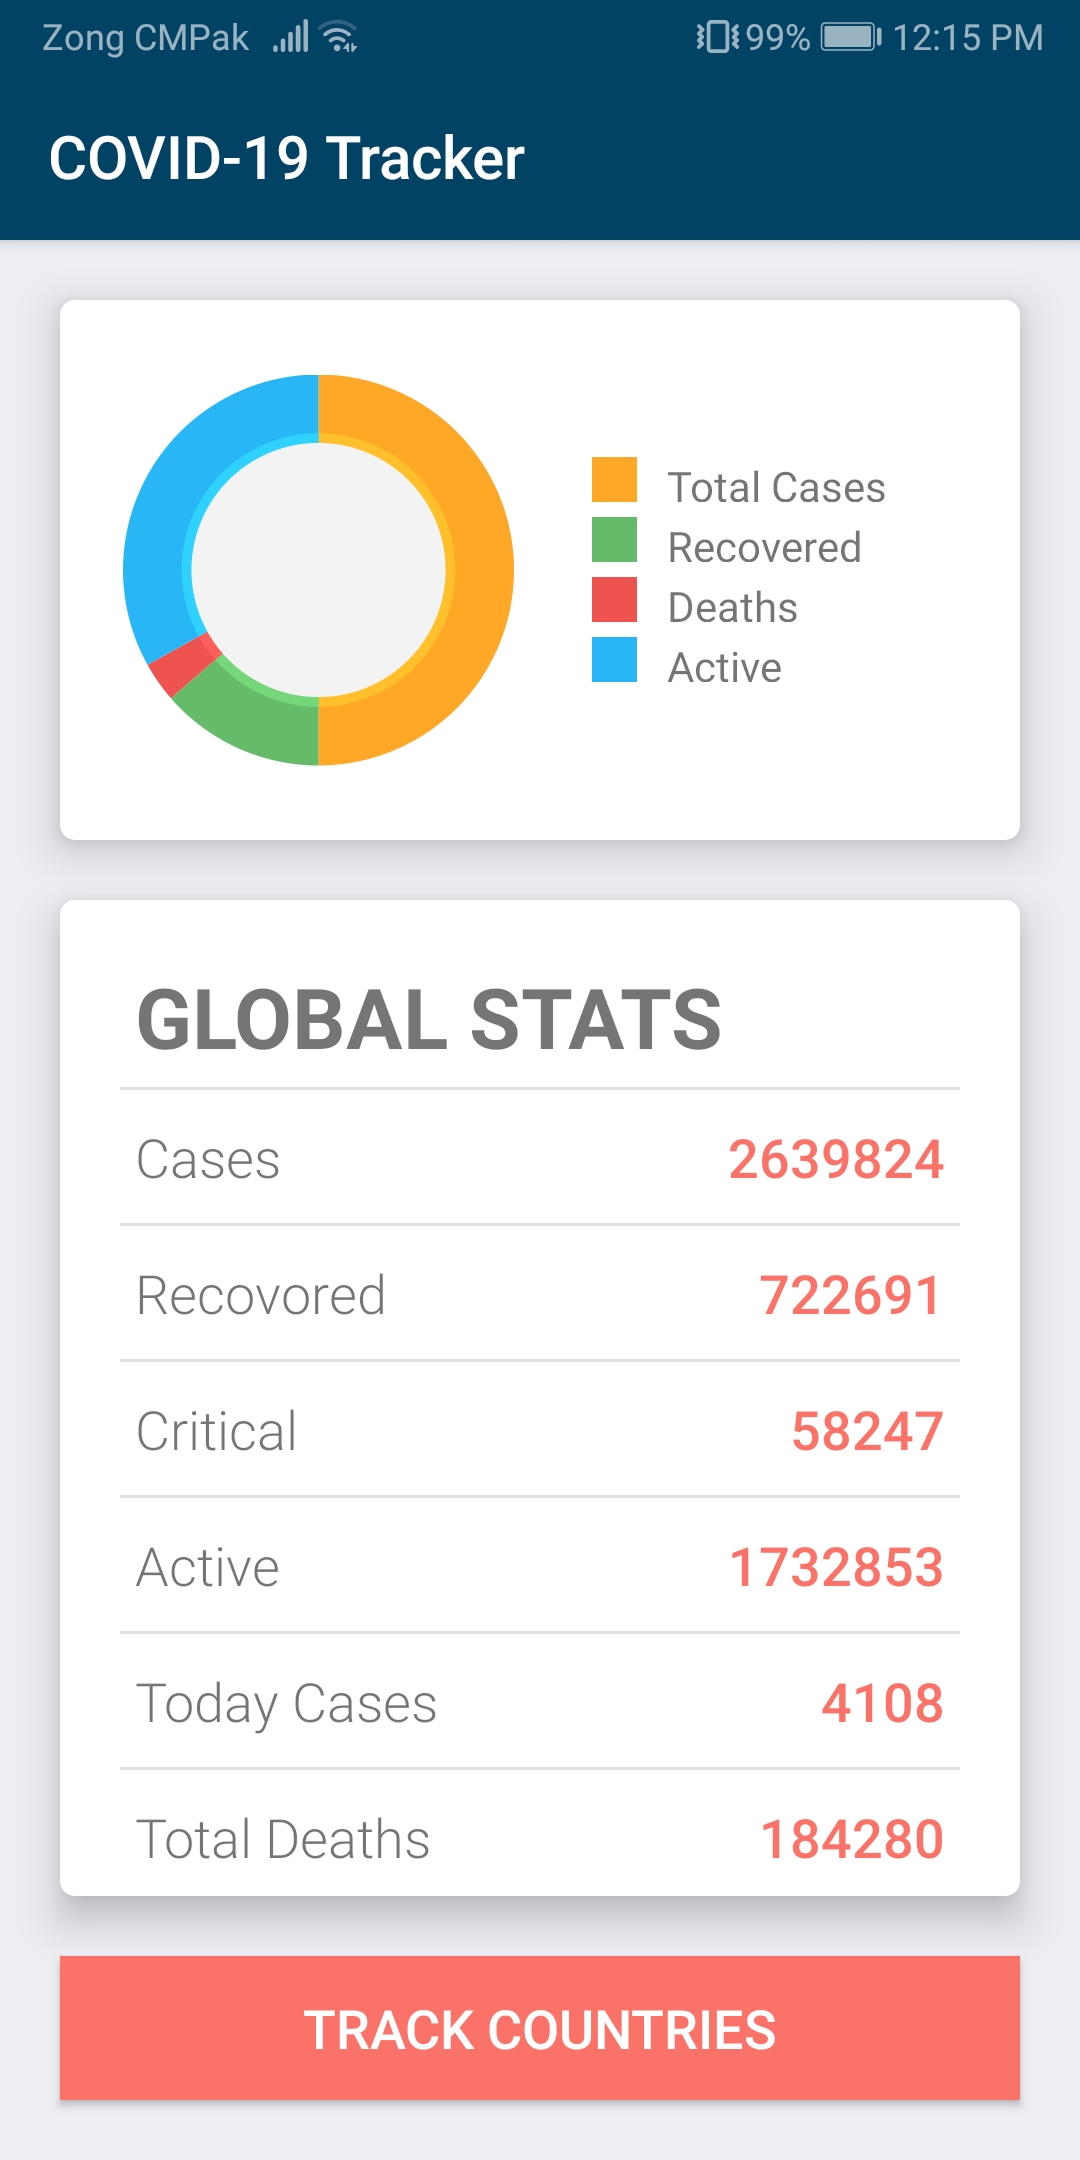 Zong CMPak 99% 12:15 PM
COVID-19 Tracker
Total Cases
Recovered
Deaths
Active
GLOBAL STATS
Cases 2639824
Recovored 722691
Critical 58247
Active 1732853
Today Cases 4108
Total Deaths 184280
TRACK COUNTRIES